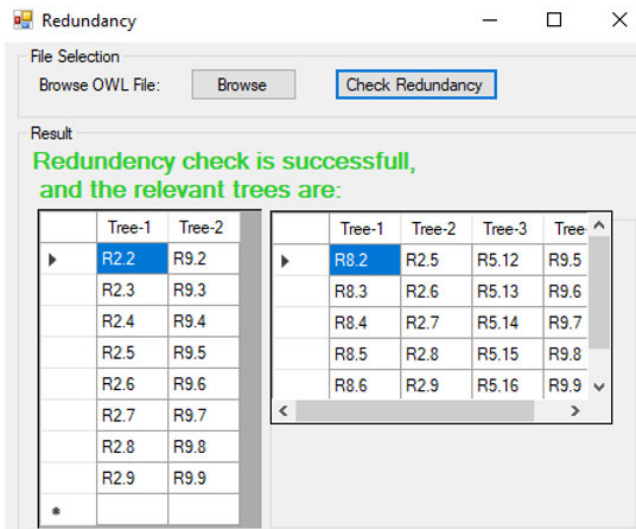 Redundancy
File Selection
Browse OWL File: Browse Check Redundancy
Result
Redundency check is successfull,
and the relevant trees are:
Tree-1 Tree-2
R2.2 R9.2
R2.3 R9.3
R2.4 R9.4
R2.5 R9.5
R2.6 R9.6
R2.7 R9.7
R2.8 R9.8
R2.9 R9.9
Tree-1 Tree-2 Tree-3 Tree
R8.2 R2.5 R5.12 R9.5
R8.3 R2.6 R5.13 R9.6
R8.4 R2.7 R5.14 R9.7
R8.5 R2.8 R5.15 R9.8
R8.6 R2.9 R5.16 R9.9